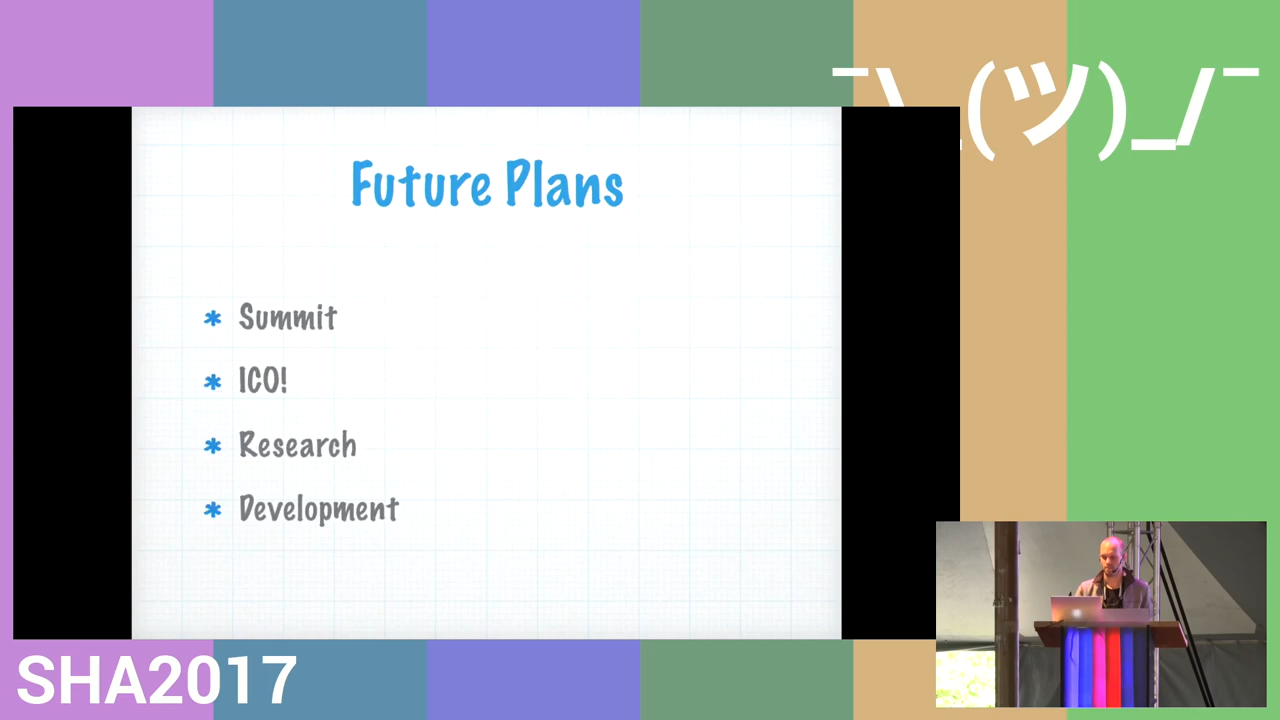 ¯\_(ツ)_/¯
Future Plans
* Summit
* ICO!
* Research
* Development
SHA2017